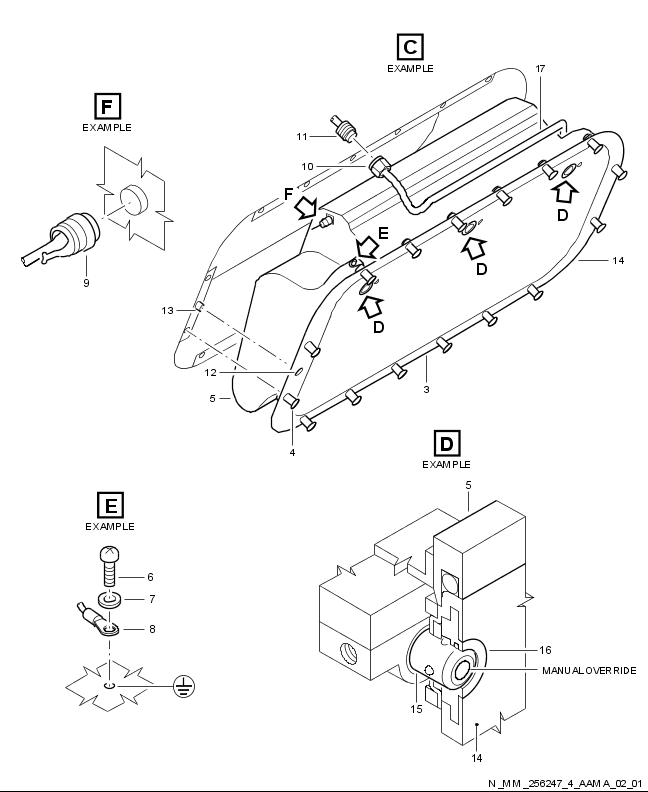 C
EXAMPLE
17
F
EXAMPLE
11
10
F
E
D
D
14
9
13
D
12
5
3
4
D
EXAMPLE
E
EXAMPLE
5
6
7
8
16
MANUAL OVERRIDE
15
14
N_MM_256247_4_AAMA_02_01